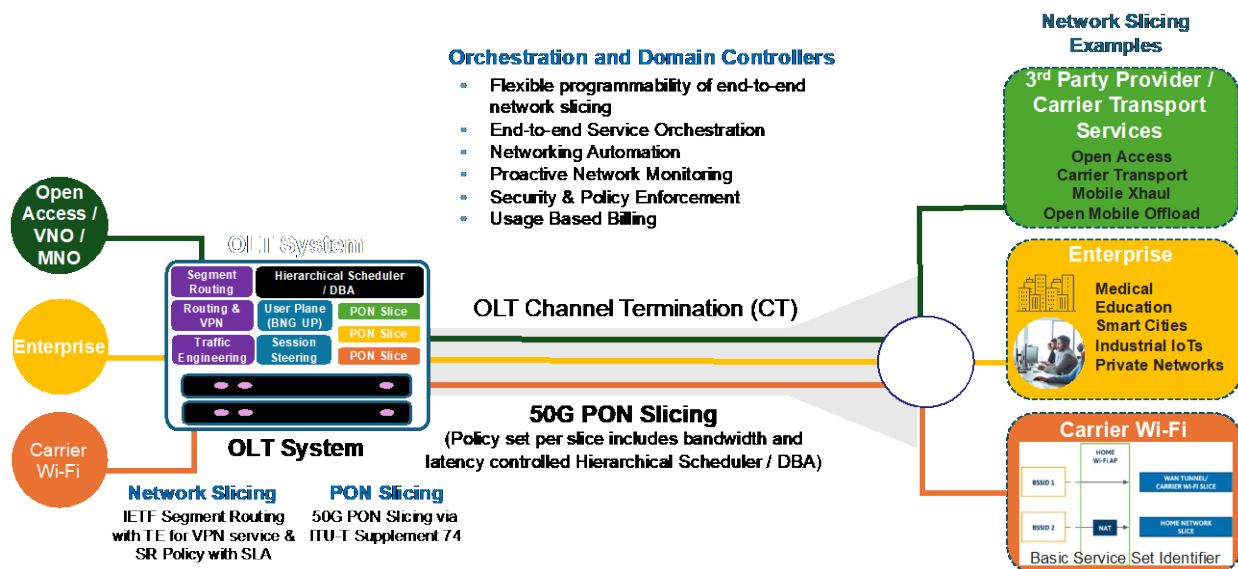 Network Slicing
Examples
Orchestration and Domain Controllers
Flexible programmability of end-to-end
network slicing
End-to-end Service Orchestration
Networking Automation
Proactive Network Monitoring
Security & Policy Enforcement
Usage Based Billing
3rd Party Provider /
Carrier Transport
Services
Open Access
Carrier Transport
Mobile Xhaul
Open Mobile Offload
Open
Access /
VNO /
MNO
Enterprise
Carrier
Wi-Fi
OLT System
Segment
Routing
Hierarchical Scheduler
/ DBA
Routing &
VPN
User Plane
(BNG UP)
PON Slice
PON Slice
Traffic
Engineering
Session
Steering
PON Slice
OLT System
OLT Channel Termination (CT)
50G PON Slicing
(Policy set per slice includes bandwidth and
latency controlled Hierarchical Scheduler / DBA)
Enterprise
Medical
Education
Smart Cities
Industrial IoTs
Private Networks
Carrier Wi-Fi
HOME
Wi-Fi AP
BSSID 1
WAN TUNNEL/
CARRIER WI-FI SLICE
BSSID 2
NAT
HOME NETWORK
SLICE
Basic Service Set Identifier
Network Slicing
IETF Segment Routing
with TE for VPN service &
SR Policy with SLA
PON Slicing
50G PON Slicing via
ITU-T Supplement 74